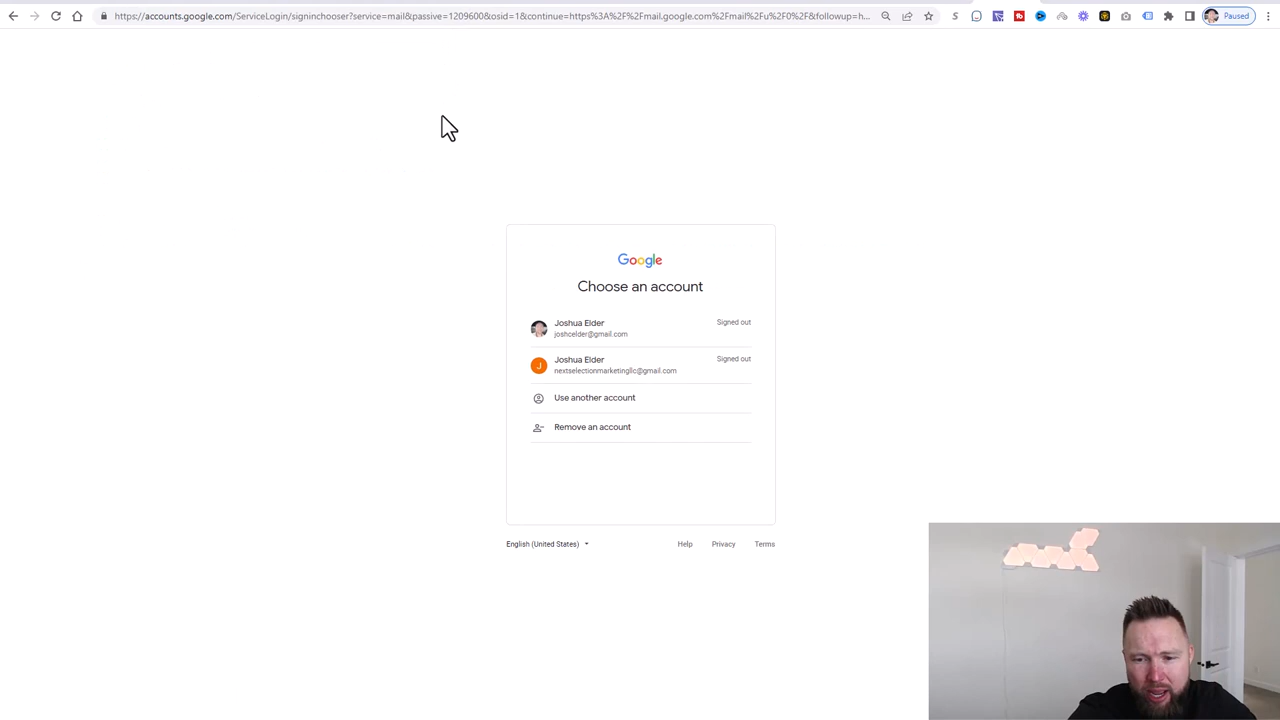 https://accounts.google.com/ServiceLogin/signinchooser?service=mail&passive=1209600&osid=1&continue=https%3A%2F%2Fmail.google.com%2Fmail%2Fu%2F0%2F&followup=h...
Paused
Google
Choose an account
Joshua Elder
Signed out
joshcelder@gmail.com
Joshua Elder
Signed out
J
nextselectionmarketingllc@gmail.com
Use another account
Remove an account
English (United States)
Help
Privacy
Terms